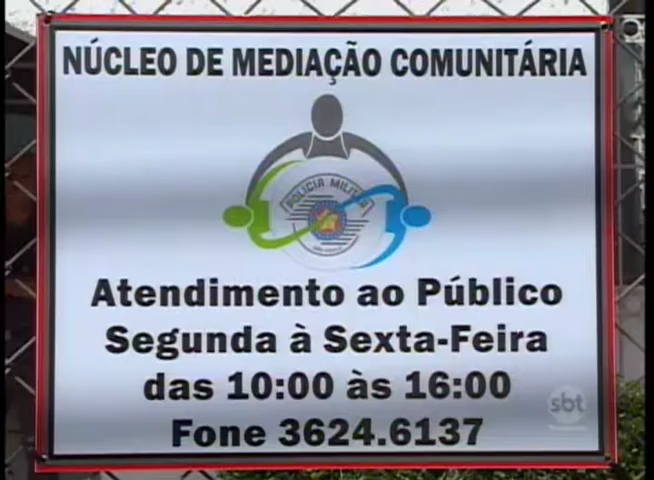 NÚCLEO DE MEDIAÇÃO COMUNITÁRIA
POLICIA MILITAR
Atendimento ao Público
Segunda à Sexta-Feira
das 10:00 às 16:00
Fone 3624.6137
sbt